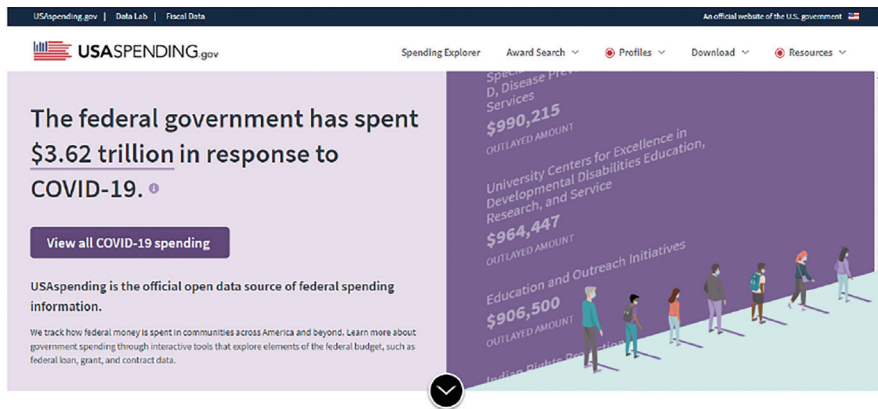 USAspending.gov | Data Lab | Fiscal Data
An official website of the U.S. government
USASPENDING.gov
Spending Explorer
Award Search
Profiles
Download
Resources
The federal government has spent
$3.62 trillion in response to
COVID-19.
View all COVID-19 spending
USAspending is the official open data source of federal spending
information.
We track how federal money is spent in communities across America and beyond. Learn more about
government spending through interactive tools that explore elements of the federal budget, such as
federal loan, grant, and contract data.
D, Disease
Services
$990,215
OUTLAYED AMOUNT
University Centers for Excellence in
Developmental Disabilities Education,
Research, and Service
$964,447
OUTLAYED AMOUNT
Education and Outreach Initiatives
$906,500
OUTLAYED AMOUNT
Indian Rights